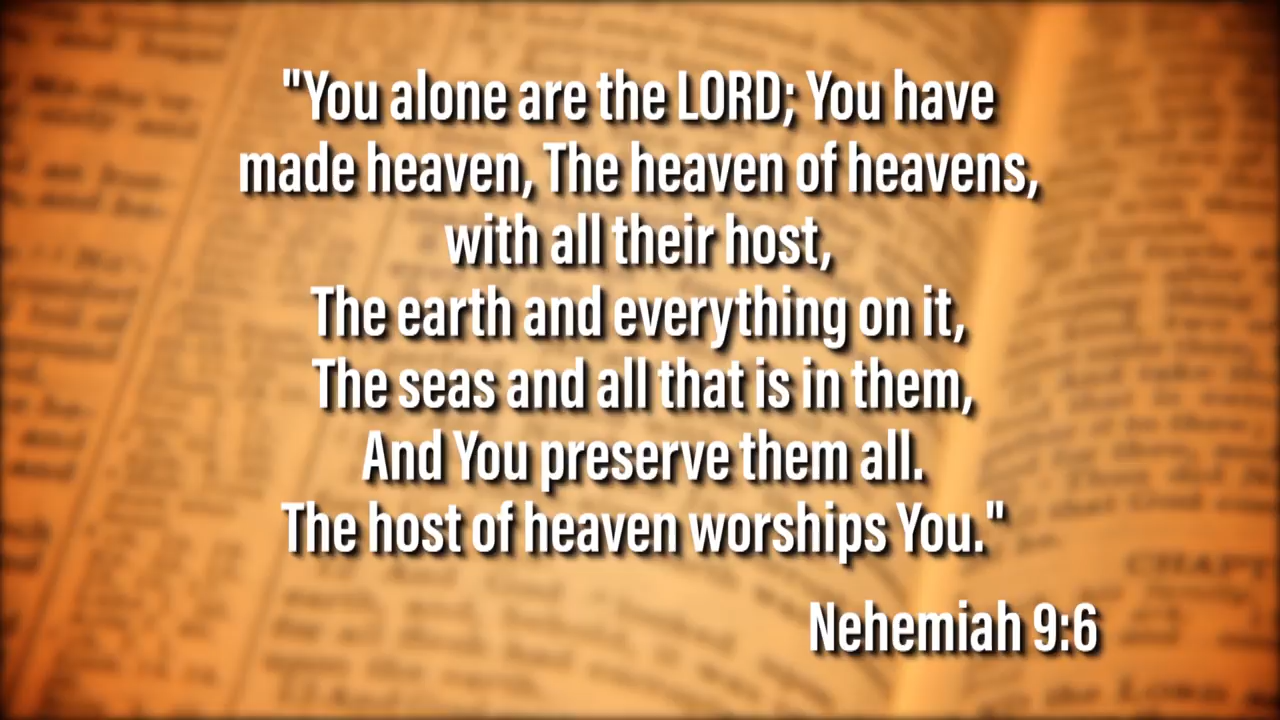 "You alone are the LORD; You have
made heaven, The heaven of heavens,
with all their host,
The earth and everything on it,
The seas and all that is in them,
And You preserve them all.
The host of heaven worships You."
Nehemiah 9:6